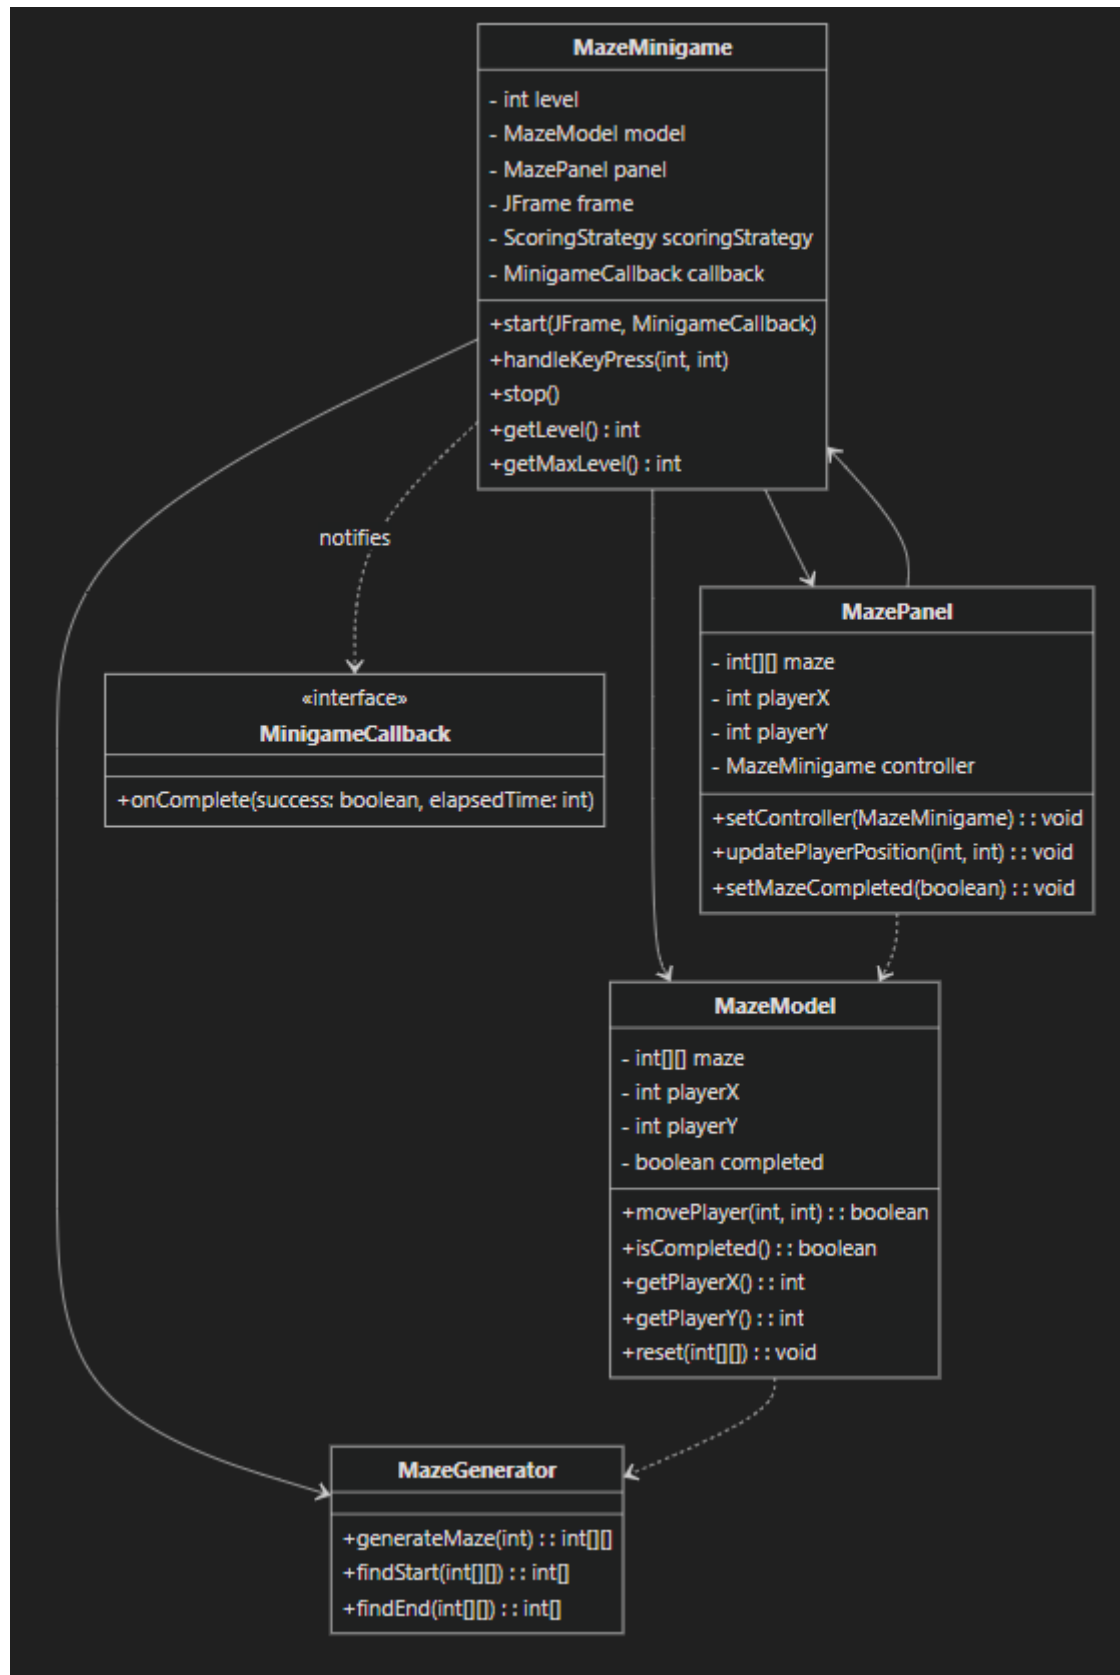 MazeMinigame
- int level
- MazeModel model
- MazePanel panel
- JFrame frame
- ScoringStrategy scoringStrategy
- MinigameCallback callback
+start(JFrame, MinigameCallback)
+handleKeyPress(int, int)
+stop()
+getLevel() : int
+getMaxLevel() : int
notifies
«interface»
MinigameCallback
+onComplete(success: boolean, elapsedTime: int)
MazePanel
- int[][] maze
- int playerX
- int playerY
- MazeMinigame controller
+setController(MazeMinigame) : : void
+updatePlayerPosition(int, int) : : void
+setMazeCompleted(boolean) : : void
MazeModel
- int[][] maze
- int playerX
- int playerY
- boolean completed
+movePlayer(int, int) : : boolean
+isCompleted() : : boolean
+getPlayerX() : : int
+getPlayerY() : : int
+reset(int[][]) : : void
MazeGenerator
+generateMaze(int) : : int[][]
+findStart(int[][]) : : int[]
+findEnd(int[][]) : : int[]